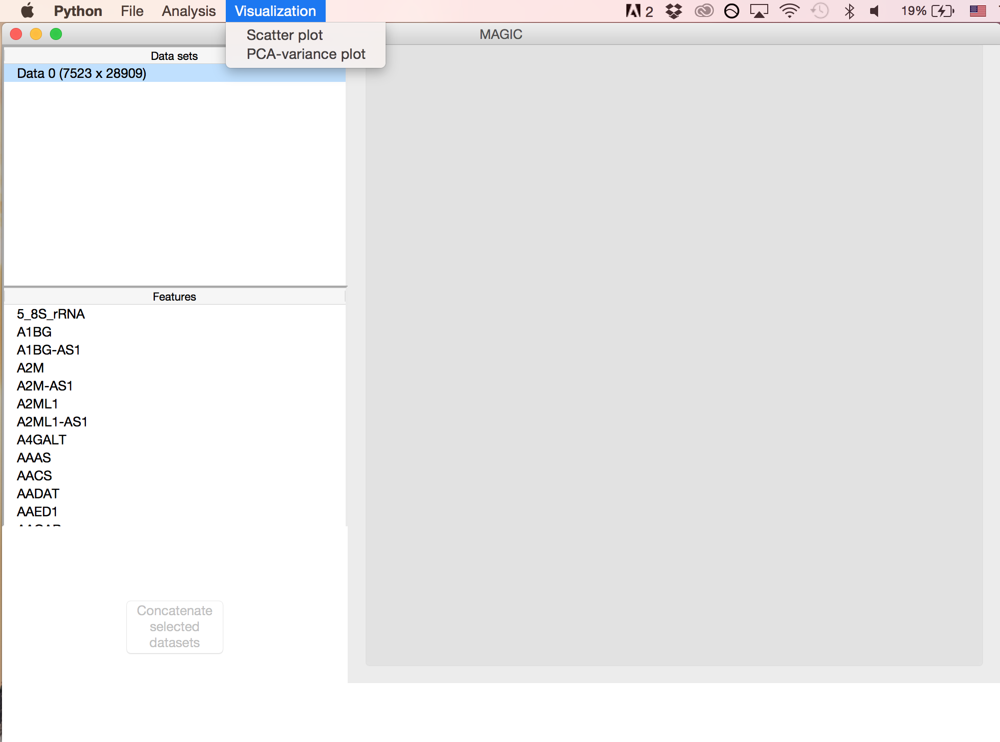 Python File Analysis Visualization 2 19%
Scatter plot
PCA-variance plot
MAGIC
Data sets
Data 0 (7523 x 28909)
Features
5_8S_rRNA
A1BG
A1BG-AS1
A2M
A2M-AS1
A2ML1
A2ML1-AS1
A4GALT
AAAS
AACS
AADAT
AAED1
Concatenate
selected
datasets